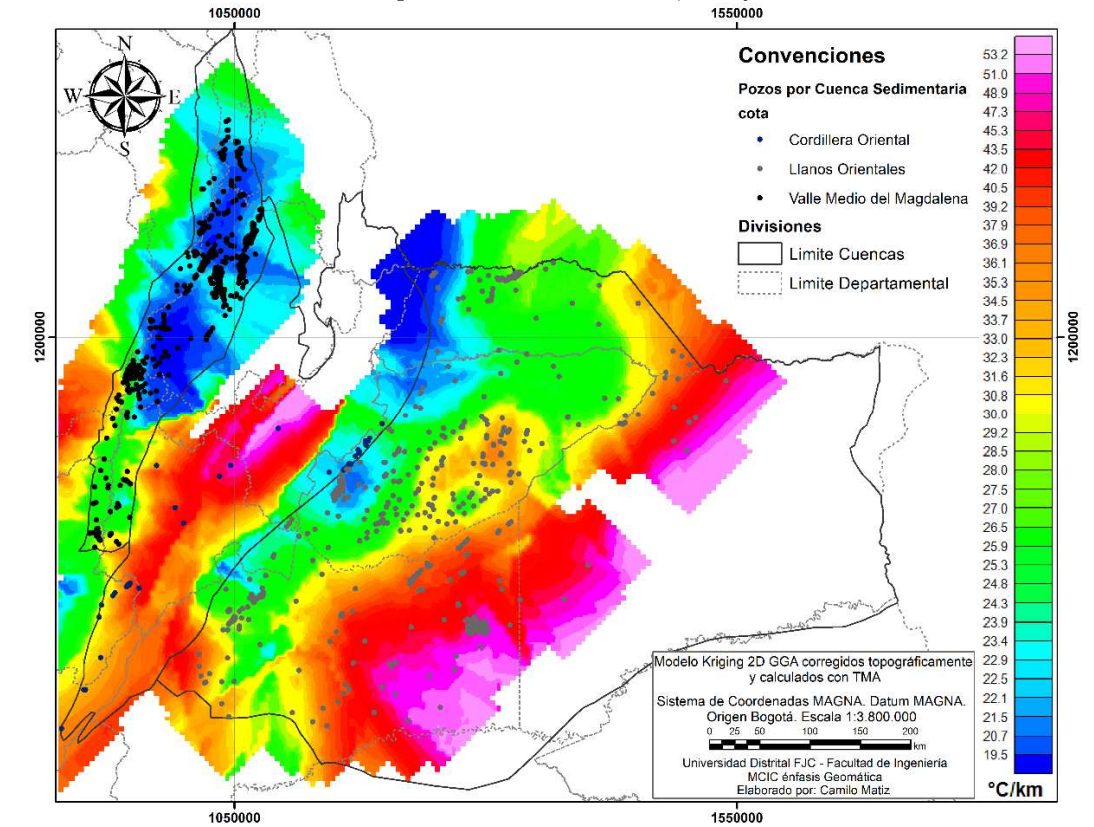 1050000
1550000
N
W
E
S
1200000
1200000
Convenciones
Pozos por Cuenca Sedimentaria
cota
Cordillera Oriental
Llanos Orientales
Valle Medio del Magdalena
Divisiones
Limite Cuencas
Limite Departamental
53.2
51.0
48.9
47.3
45.3
43.5
42.0
40.5
39.2
37.9
36.9
36.1
35.3
34.5
33.7
33.0
32.3
31.6
30.8
30.0
29.2
28.5
28.0
27.5
27.0
26.5
25.9
25.3
24.8
24.3
23.9
23.4
22.9
22.5
22.1
21.5
20.7
19.5
°C/km
Modelo Kriging 2D GGA corregidos topográficamente
y calculados con TMA
Sistema de Coordenadas MAGNA. Datum MAGNA.
Origen Bogotá. Escala 1:3.800.000
0 25 50 100 150 200
km
Universidad Distrital FJC - Facultad de Ingeniería
MCIC énfasis Geomática
Elaborado por: Camilo Matiz
1050000
1550000